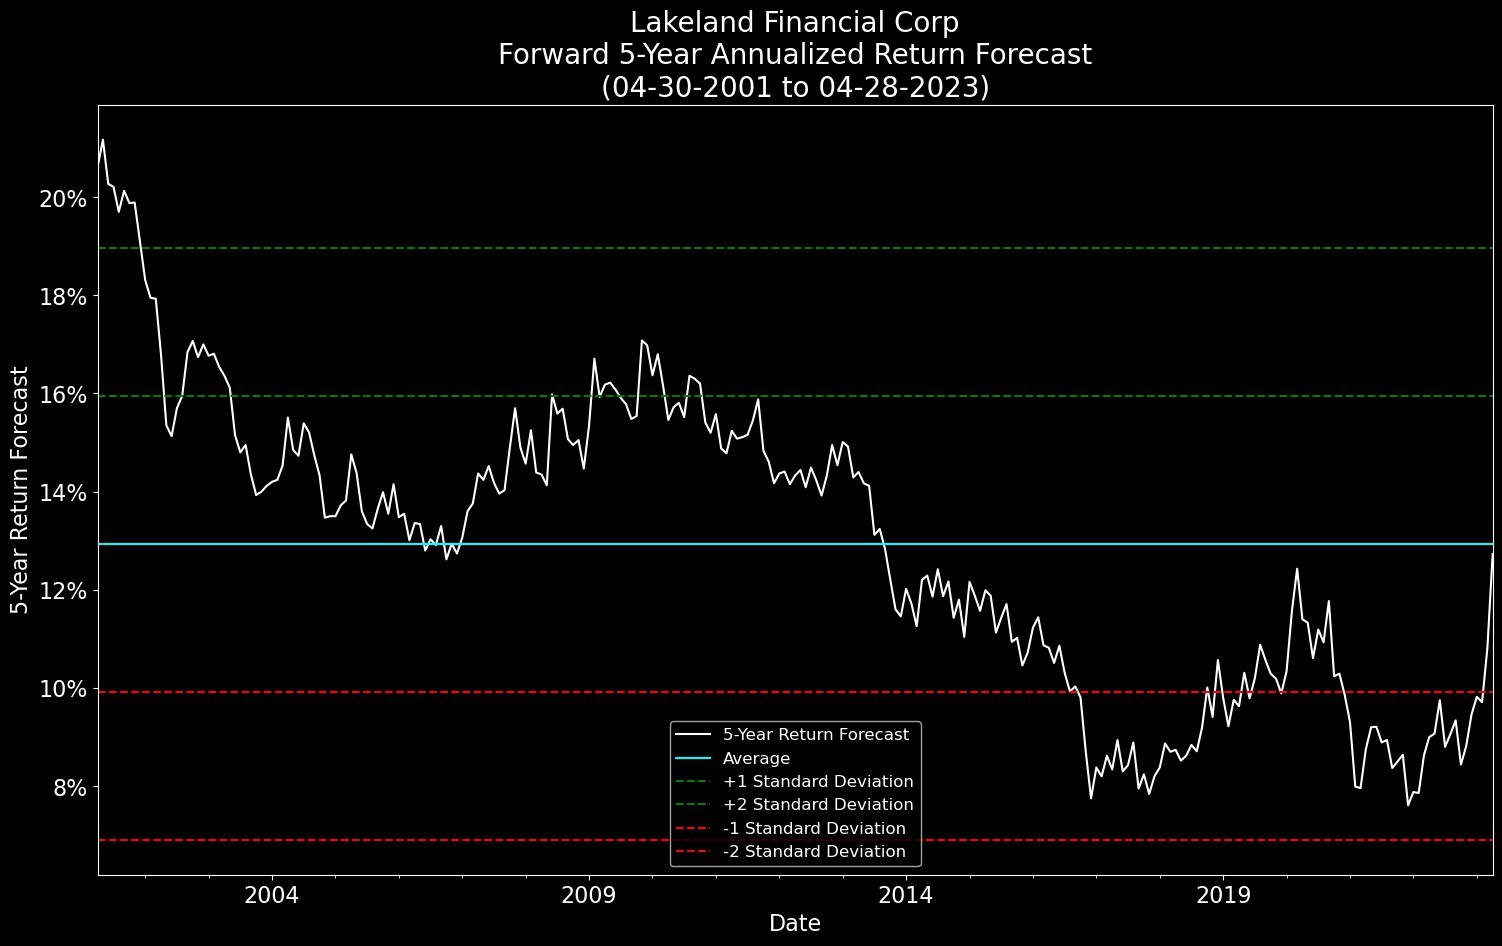 Lakeland Financial Corp
Forward 5-Year Annualized Return Forecast
(04-30-2001 to 04-28-2023)
5-Year Return Forecast
20%
18%
16%
14%
12%
10%
8%
5-Year Return Forecast
Average
+1 Standard Deviation
+2 Standard Deviation
-1 Standard Deviation
-2 Standard Deviation
2004
2009
2014
2019
Date